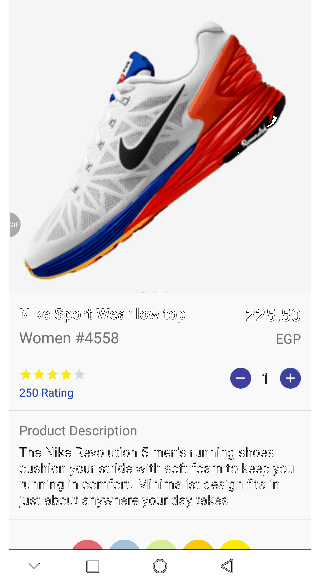 Nike Sport Wear low top
225.50
Women #4558
EGP
1
250 Rating
Product Description
The Nike Revolution 5 men's running shoes
cushion your stride with soft foam to keep you
running in comfort. Minimalist design fits in
just about anywhere your day takes